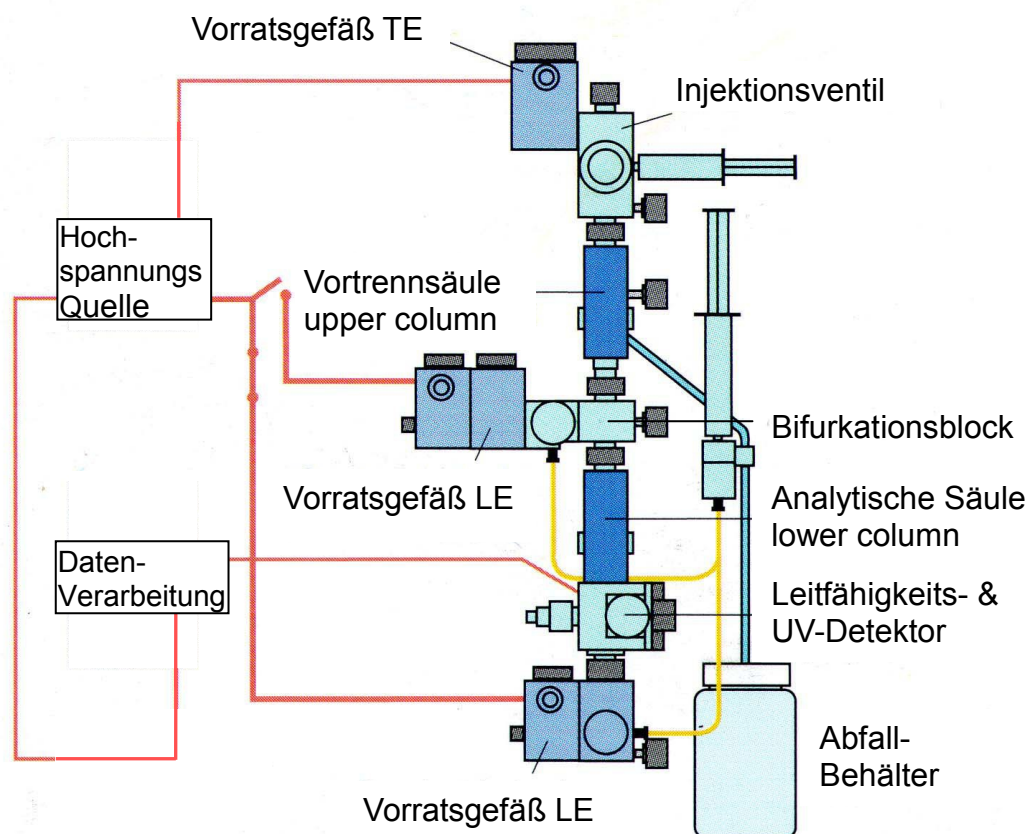 Vorratsgefäß TE
Injektionsventil
Hoch-
spannungs
Quelle
Vortrennsäule
upper column
Bifurkationsblock
Vorratsgefäß LE
Analytische Säule
lower column
Daten-
Verarbeitung
Leitfähigkeits- &
UV-Detektor
Abfall-
Behälter
Vorratsgefäß LE